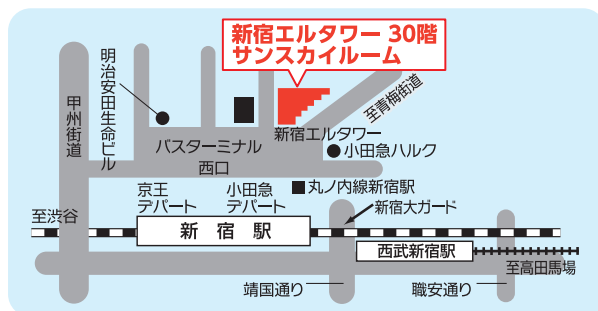 新宿エルタワー 30階
サンスカイルーム
明治安田生命ビル
甲州街道
至青梅街道
新宿エルタワー
バスターミナル
小田急ハルク
西口
京王
デパート
小田急
デパート
丸ノ内線新宿駅
新宿大ガード
至渋谷
新宿駅
西武新宿駅
至高田馬場
靖国通り
職安通り